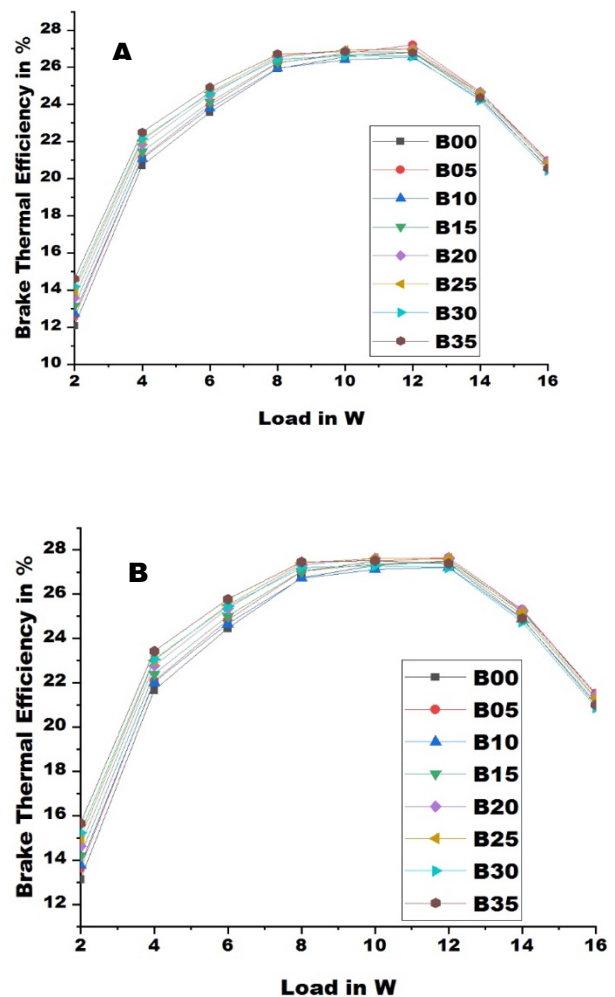 A
Brake Thermal Efficiency in %
28
26
24
22
20
18
16
14
12
10
B00
B05
B10
B15
B20
B25
B30
B35
2 4 6 8 10 12 14 16
Load in W
B
Brake Thermal Efficiency in %
28
26
24
22
20
18
16
14
12
B00
B05
B10
B15
B20
B25
B30
B35
2 4 6 8 10 12 14 16
Load in W